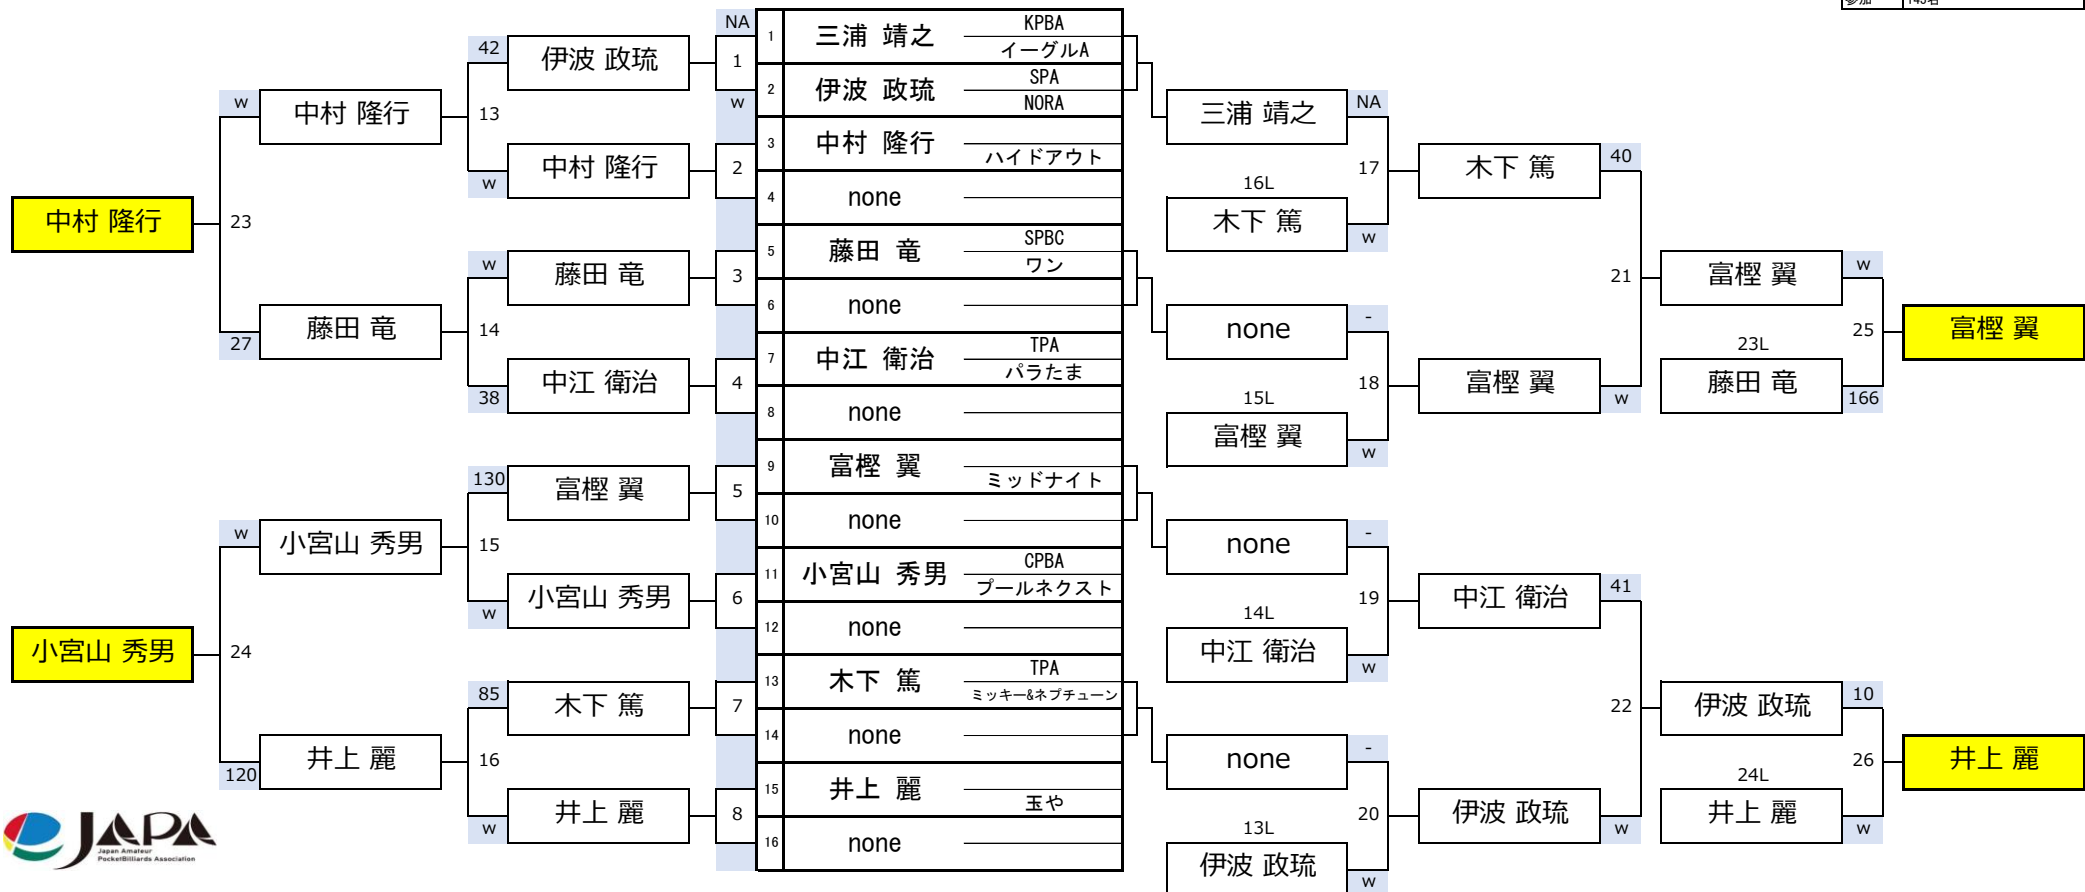 参加 143名
NA
1 三浦 靖之 KPBA
イーグルA
42 伊波 政琉 1
2 伊波 政琉 SPA
NORA
w 中村 隆行 13 w 三浦 靖之 NA
3 中村 隆行
ハイドアウト
w 中村 隆行 2 17 木下 篤 40
16L
4 none
中村 隆行 23 木下 篤 w
5 藤田 竜 SPBC
ワン
w 藤田 竜 3 21 富樫 翼 w
6 none
27 藤田 竜 14 none - 25 富樫 翼
7 中江 衛治 TPA
パラたま
23L
38 中江 衛治 4 18 富樫 翼 w 藤田 竜 166
15L
8 none
富樫 翼 w
9 富樫 翼
ミッドナイト
130 富樫 翼 5
10 none
w 小宮山 秀男 15 none -
11 小宮山 秀男 CPBA
プールネクスト
w 小宮山 秀男 6 19 中江 衛治 41
14L
12 none
小宮山 秀男 24 中江 衛治 w
13 木下 篤 TPA
ミッキー&ネプチューン
85 木下 篤 7 22 伊波 政琉 10
14 none
120 井上 麗 16 none - 26 井上 麗
15 井上 麗
玉や
24L
w 井上 麗 8 20 伊波 政琉 w 井上 麗 w
13L
16 none
伊波 政琉 w
JAPA
Japan Amateur
PocketBilliards Association